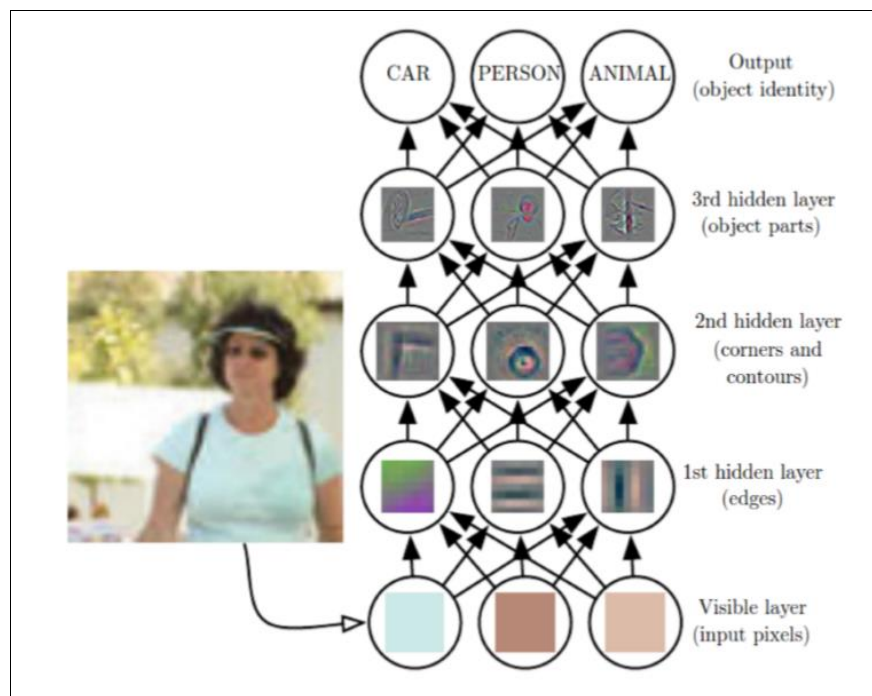 CAR PERSON ANIMAL
Output
(object identity)
3rd hidden layer
(object parts)
2nd hidden layer
(corners and
contours)
1st hidden layer
(edges)
Visible layer
(input pixels)